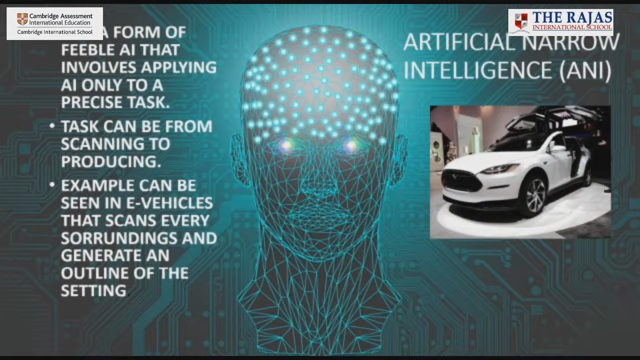 Cambridge Assessment
International Education
Cambridge International School
THE RAJAS
INTERNATIONAL SCHOOL
A FORM OF
FEEBLE AI THAT
INVOLVES APPLYING
AI ONLY TO A
PRECISE TASK.
• TASK CAN BE FROM
SCANNING TO
PRODUCING.
• EXAMPLE CAN BE
SEEN IN E-VEHICLES
THAT SCANS EVERY
SORRUNDINGS AND
GENERATE AN
OUTLINE OF THE
SETTING.
ARTIFICIAL NARROW
INTELLIGENCE (ANI)